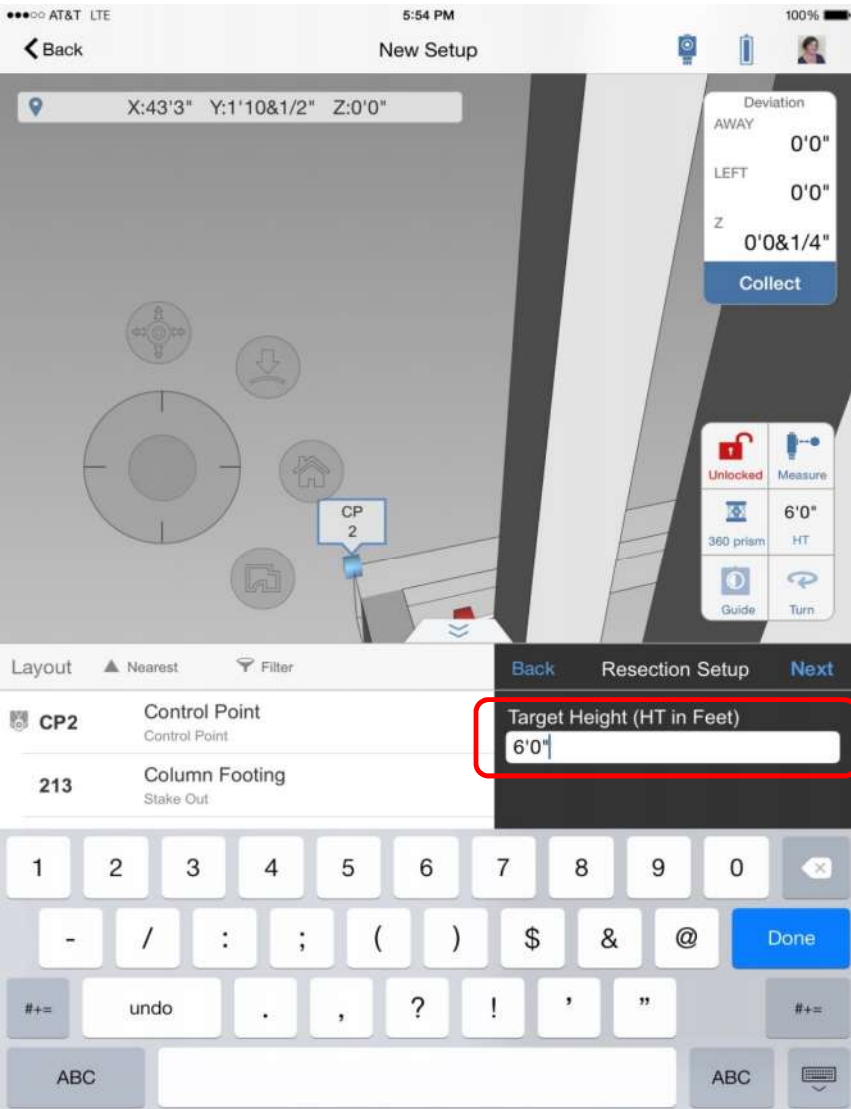 AT&T LTE 5:54 PM 100%
Back New Setup
X:43'3" Y:1'10&1/2" Z:0'0"
Deviation
AWAY
0'0"
LEFT
0'0"
Z
0'0&1/4"
Collect
Unlocked Measure
6'0"
360 prism HT
Guide Turn
CP
2
Layout Nearest Filter
CP2 Control Point
Control Point
213 Column Footing
Stake Out
Back Resection Setup Next
Target Height (HT in Feet)
6'0"
1 2 3 4 5 6 7 8 9 0
- / : ; ( ) $ & @ Done
#+= undo . , ? ! ’ ” #+=
ABC ABC